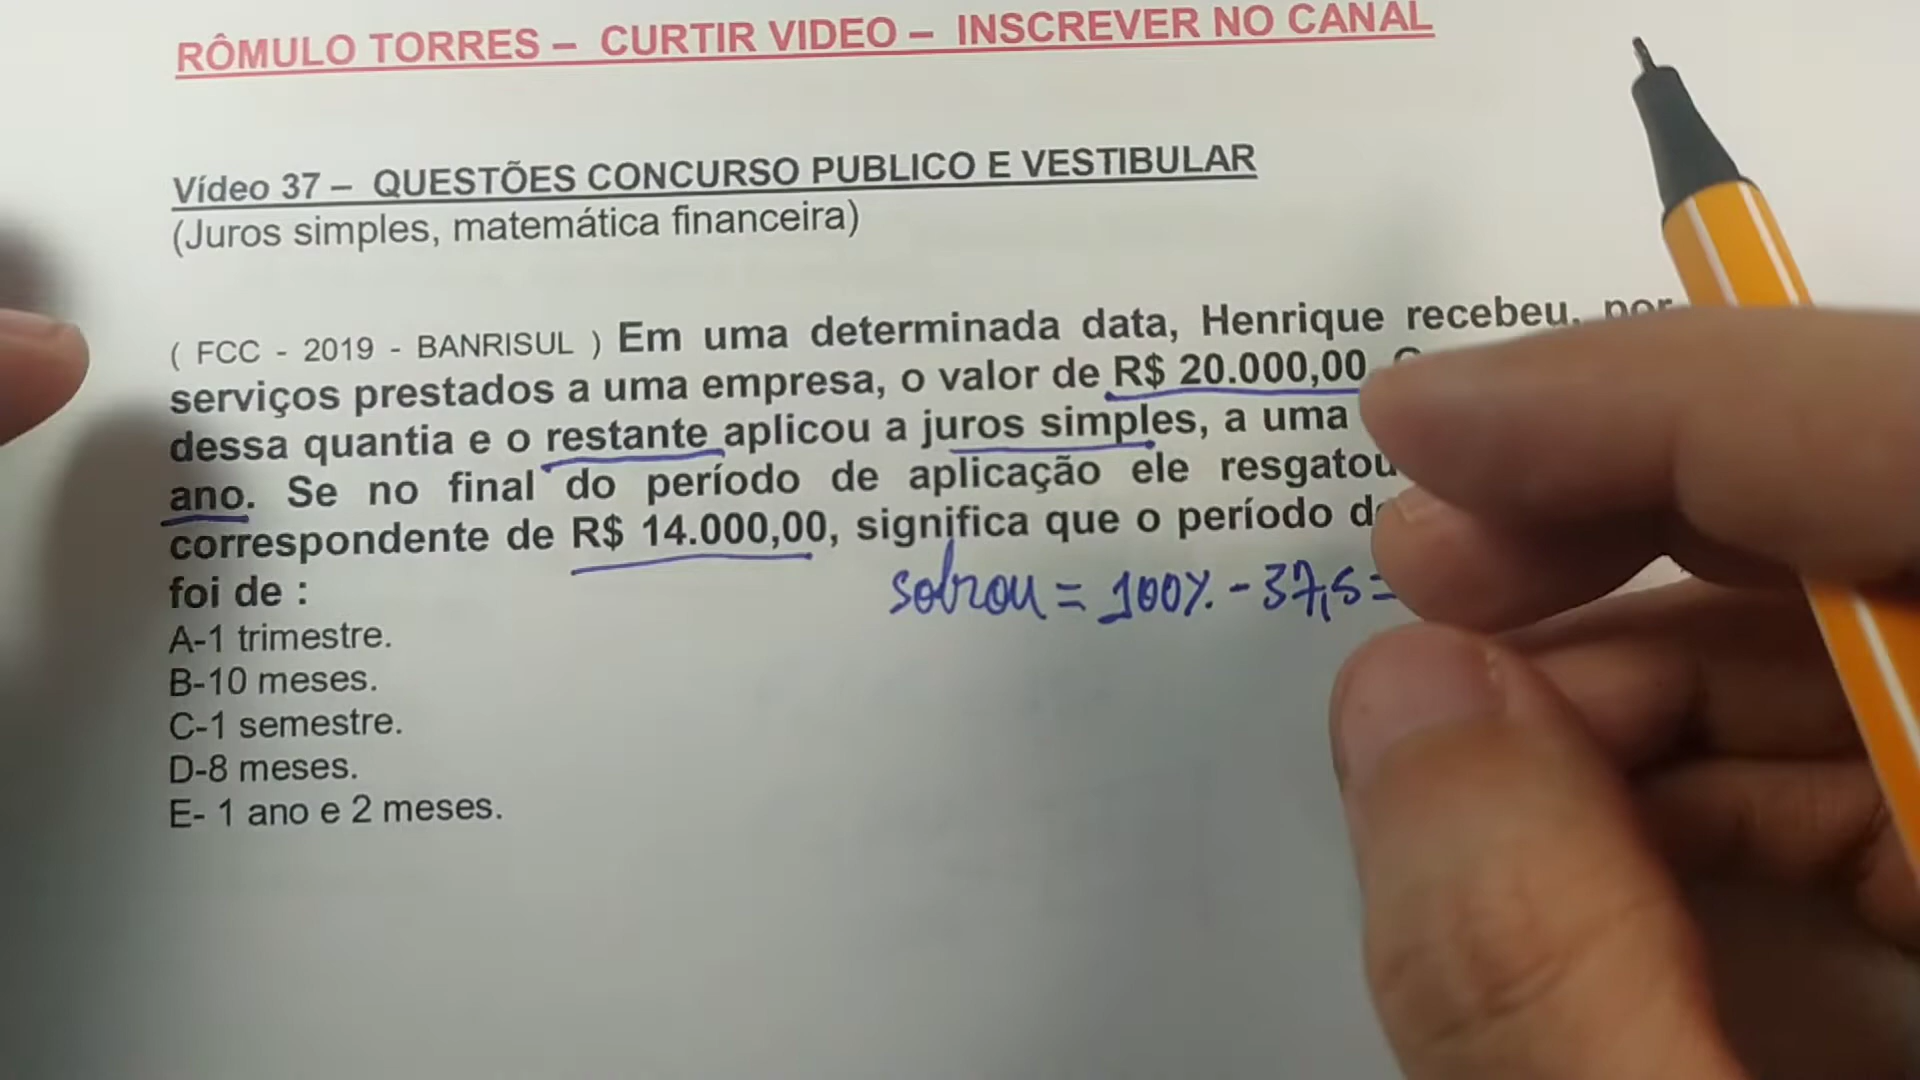 RÔMULO TORRES – CURTIR VIDEO – INSCREVER NO CANAL
Vídeo 37 – QUESTÕES CONCURSO PUBLICO E VESTIBULAR
(Juros simples, matemática financeira)
( FCC - 2019 - BANRISUL ) Em uma determinada data, Henrique recebeu, por
serviços prestados a uma empresa, o valor de R$ 20.000,00
dessa quantia e o restante aplicou a juros simples, a uma
ano. Se no final do período de aplicação ele resgatou
correspondente de R$ 14.000,00, significa que o período
foi de :
sobrou = 100% - 37,5 =
A-1 trimestre.
B-10 meses.
C-1 semestre.
D-8 meses.
E- 1 ano e 2 meses.